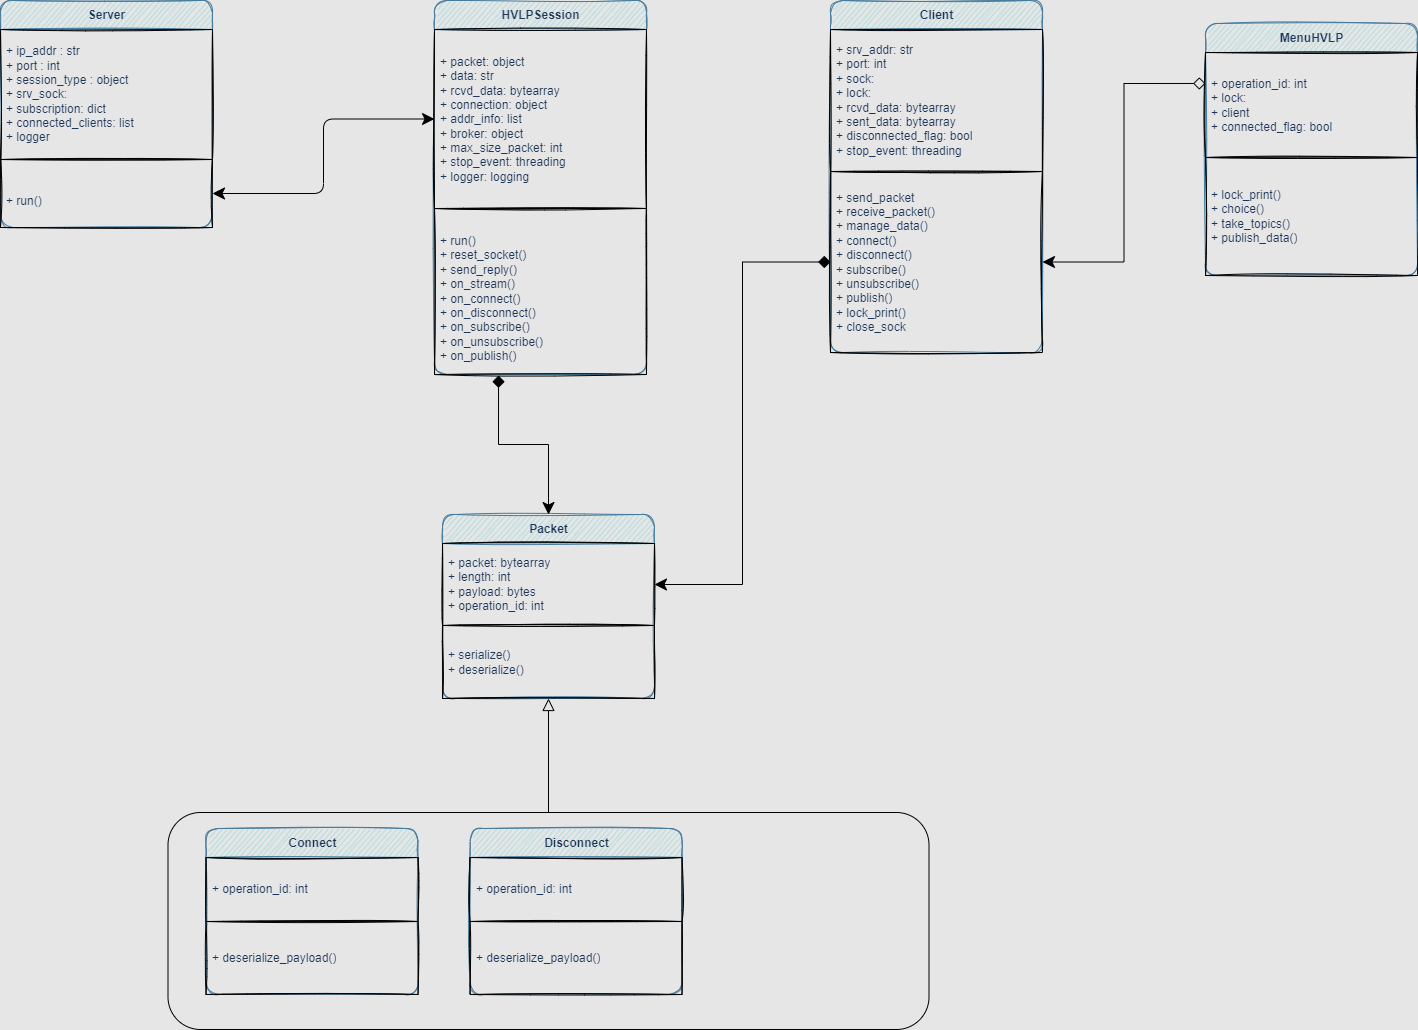 Server
+ ip_addr : str
+ port : int
+ session_type : object
+ srv_sock:
+ subscription: dict
+ connected_clients: list
+ logger
+ run()
HVLPSession
+ packet: object
+ data: str
+ rcvd_data: bytearray
+ connection: object
+ addr_info: list
+ broker: object
+ max_size_packet: int
+ stop_event: threading
+ logger: logging
+ run()
+ reset_socket()
+ send_reply()
+ on_stream()
+ on_connect()
+ on_disconnect()
+ on_subscribe()
+ on_unsubscribe()
+ on_publish()
Client
+ srv_addr: str
+ port: int
+ sock:
+ lock:
+ rcvd_data: bytearray
+ sent_data: bytearray
+ disconnected_flag: bool
+ stop_event: threading
+ send_packet
+ receive_packet()
+ manage_data()
+ connect()
+ disconnect()
+ subscribe()
+ unsubscribe()
+ publish()
+ lock_print()
+ close_sock
MenuHVLP
+ operation_id: int
+ lock:
+ client
+ connected_flag: bool
+ lock_print()
+ choice()
+ take_topics()
+ publish_data()
Packet
+ packet: bytearray
+ length: int
+ payload: bytes
+ operation_id: int
+ serialize()
+ deserialize()
Connect
+ operation_id: int
+ deserialize_payload()
Disconnect
+ operation_id: int
+ deserialize_payload()